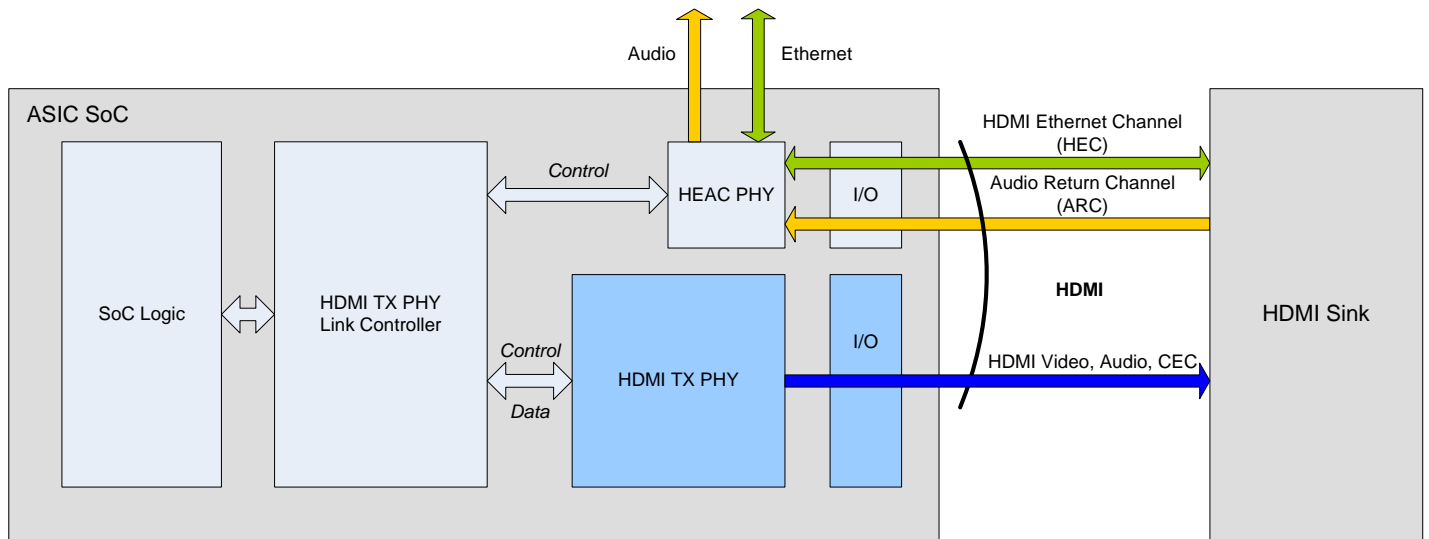 Audio
Ethernet
ASIC SoC
HDMI Ethernet Channel
(HEC)
Control
HEAC PHY
I/O
Audio Return Channel
(ARC)
SoC Logic
HDMI TX PHY
Link Controller
HDMI
HDMI Sink
Control
Data
HDMI TX PHY
I/O
HDMI Video, Audio, CEC